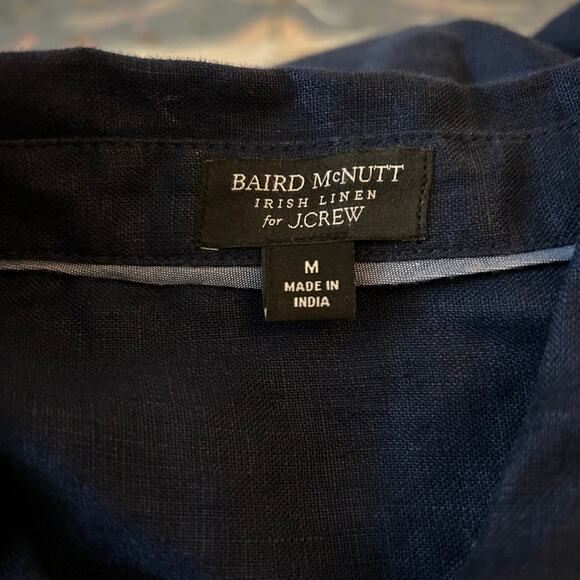 BAIRD McNUTT
IRISH LINEN
for J.CREW
M
MADE IN
INDIA